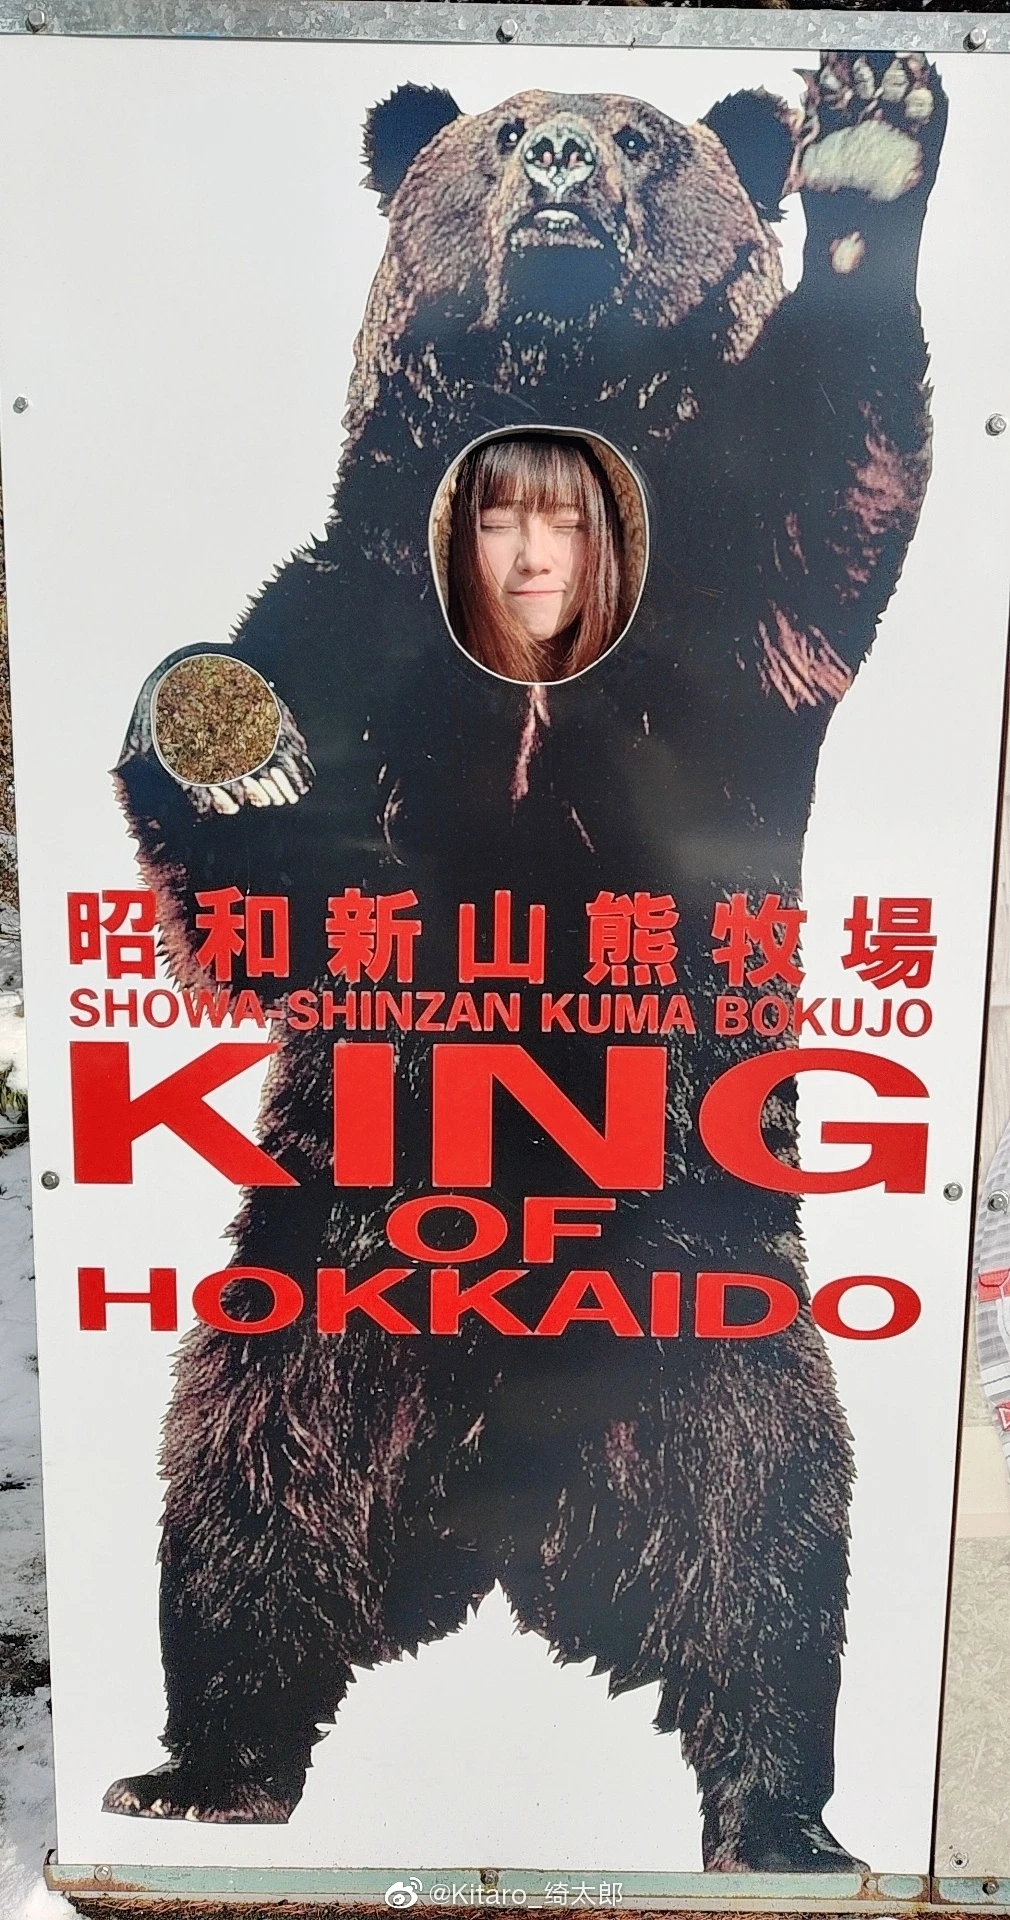 昭和新山熊牧場
SHOWA-SHINZAN KUMA BOKUJO
KING
OF
HOKKAIDO
@Kitaro_绮太郎